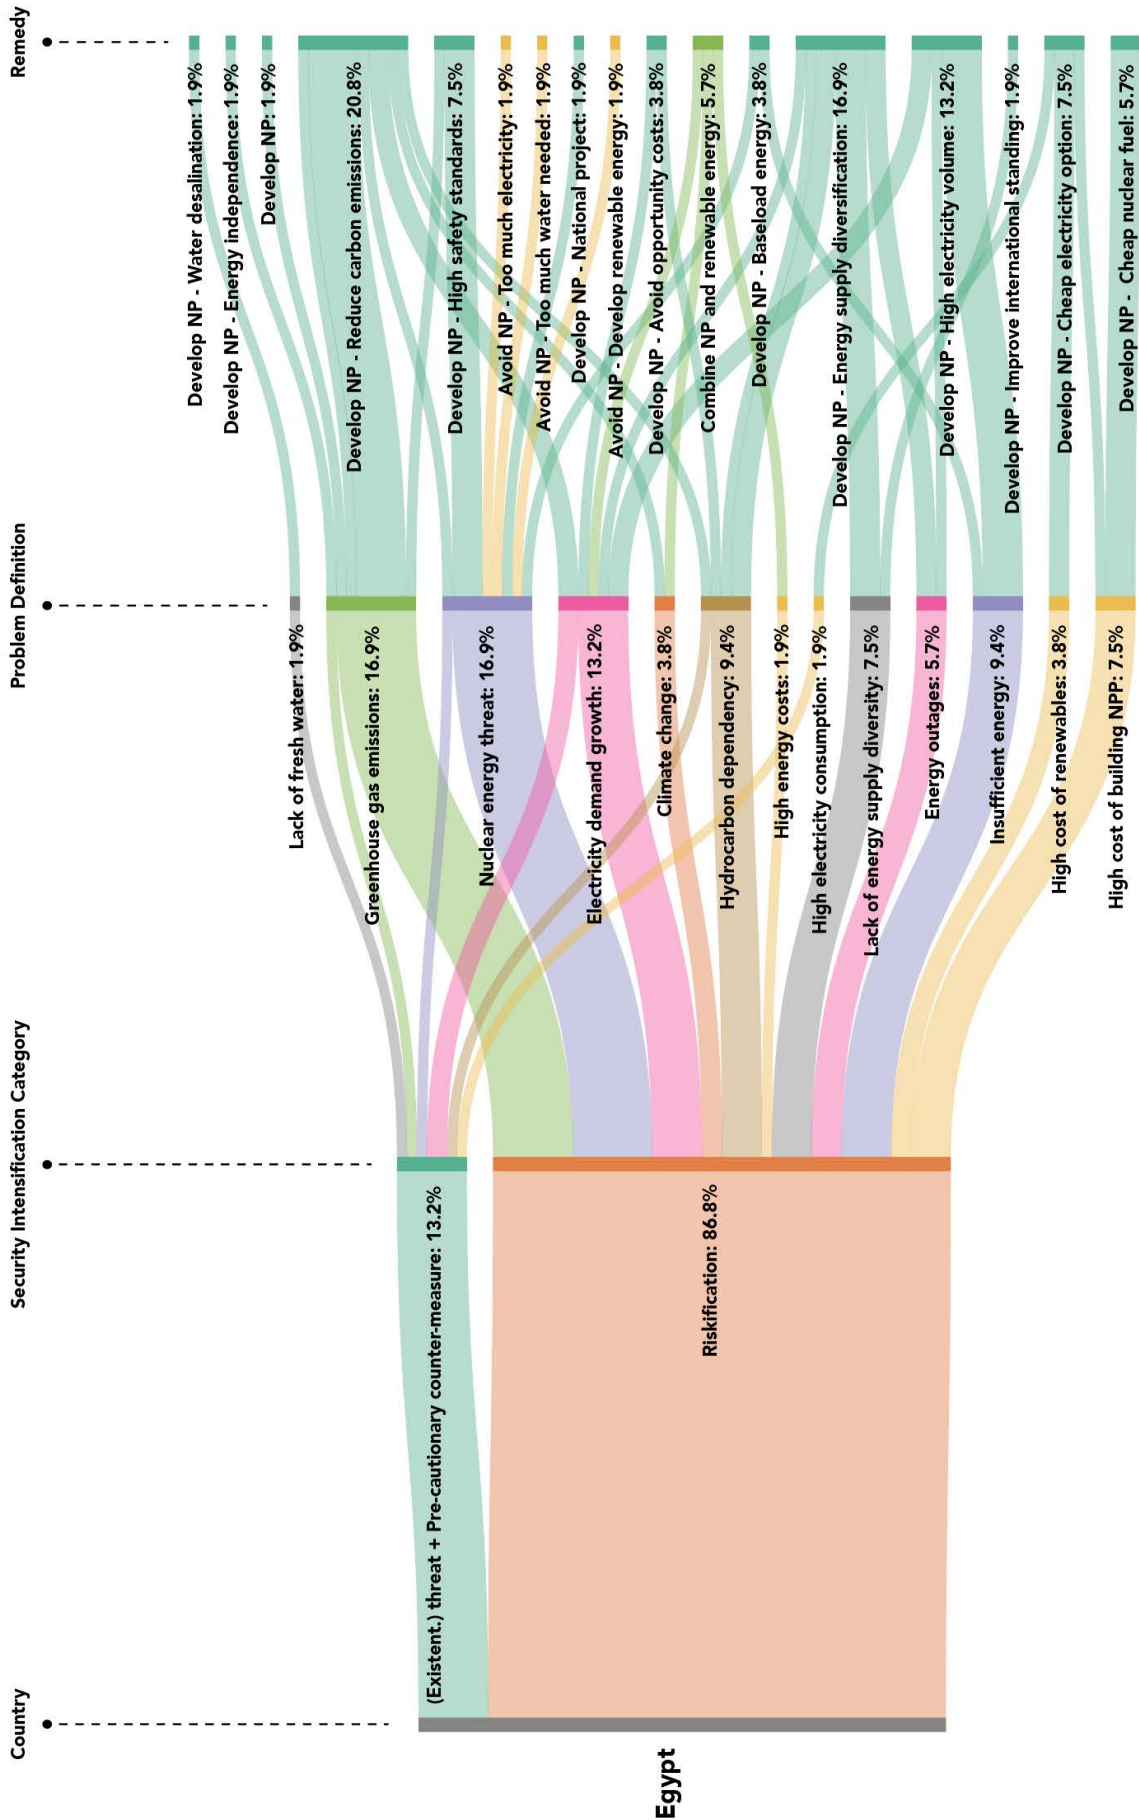 Country
Security Intensification Category
Problem Definition
Remedy
Egypt
(Existent.) threat + Pre-cautionary counter-measure: 13.2%
Riskification: 86.8%
Lack of fresh water: 1.9%
Greenhouse gas emissions: 16.9%
Nuclear energy threat: 16.9%
Electricity demand growth: 13.2%
Climate change: 3.8%
Hydrocarbon dependency: 9.4%
High energy costs: 1.9%
High electricity consumption: 1.9%
Lack of energy supply diversity: 7.5%
Energy outages: 5.7%
Insufficient energy: 9.4%
High cost of renewables: 3.8%
High cost of building NPP: 7.5%
Develop NP - Water desalination: 1.9%
Develop NP - Energy independence: 1.9%
Develop NP: 1.9%
Develop NP - Reduce carbon emissions: 20.8%
Develop NP - High safety standards: 7.5%
Avoid NP - Too much electricity: 1.9%
Avoid NP - Too much water needed: 1.9%
Develop NP - National project: 1.9%
Avoid NP - Develop renewable energy: 1.9%
Develop NP - Avoid opportunity costs: 3.8%
Combine NP and renewable energy: 5.7%
Develop NP - Baseload energy: 3.8%
Develop NP - Energy supply diversification: 16.9%
Develop NP - High electricity volume: 13.2%
Develop NP - Improve international standing: 1.9%
Develop NP - Cheap electricity option: 7.5%
Develop NP - Cheap nuclear fuel: 5.7%